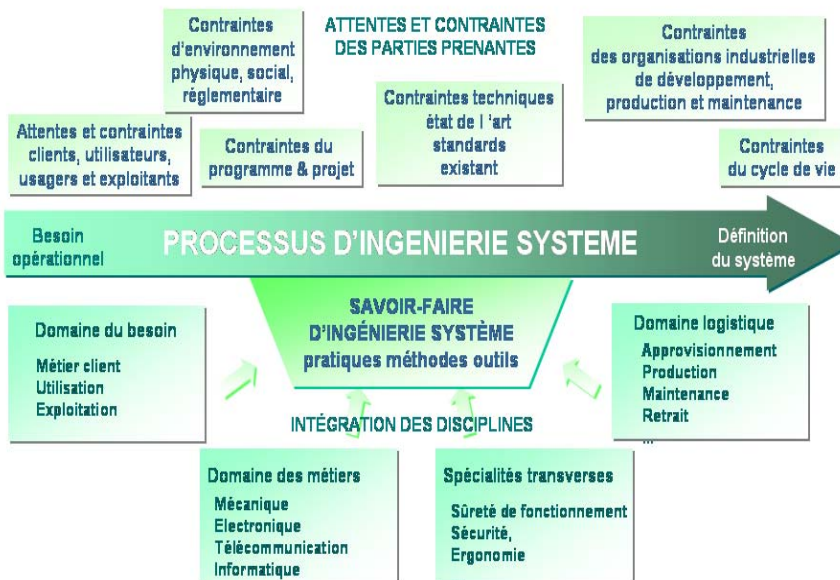 ATTENTES ET CONTRAINTES
DES PARTIES PRENANTES
Attentes et contraintes
clients, utilisateurs,
usagers et exploitants
Contraintes
d'environnement
physique, social,
réglementaire
Contraintes du
programme & projet
Contraintes techniques
état de l 'art
standards
existant
Contraintes
des organisations industrielles
de développement,
production et maintenance
Contraintes
du cycle de vie
Besoin
opérationnel
PROCESSUS D'INGENIERIE SYSTEME
Définition
du système
SAVOIR-FAIRE
D'INGÉNIERIE SYSTÈME
pratiques méthodes outils
Domaine du besoin
Métier client
Utilisation
Exploitation
Domaine logistique
Approvisionnement
Production
Maintenance
Retrait
...
INTÉGRATION DES DISCIPLINES
Domaine des métiers
Mécanique
Electronique
Télécommunication
Informatique
Spécialités transverses
Sûreté de fonctionnement
Sécurité,
Ergonomie